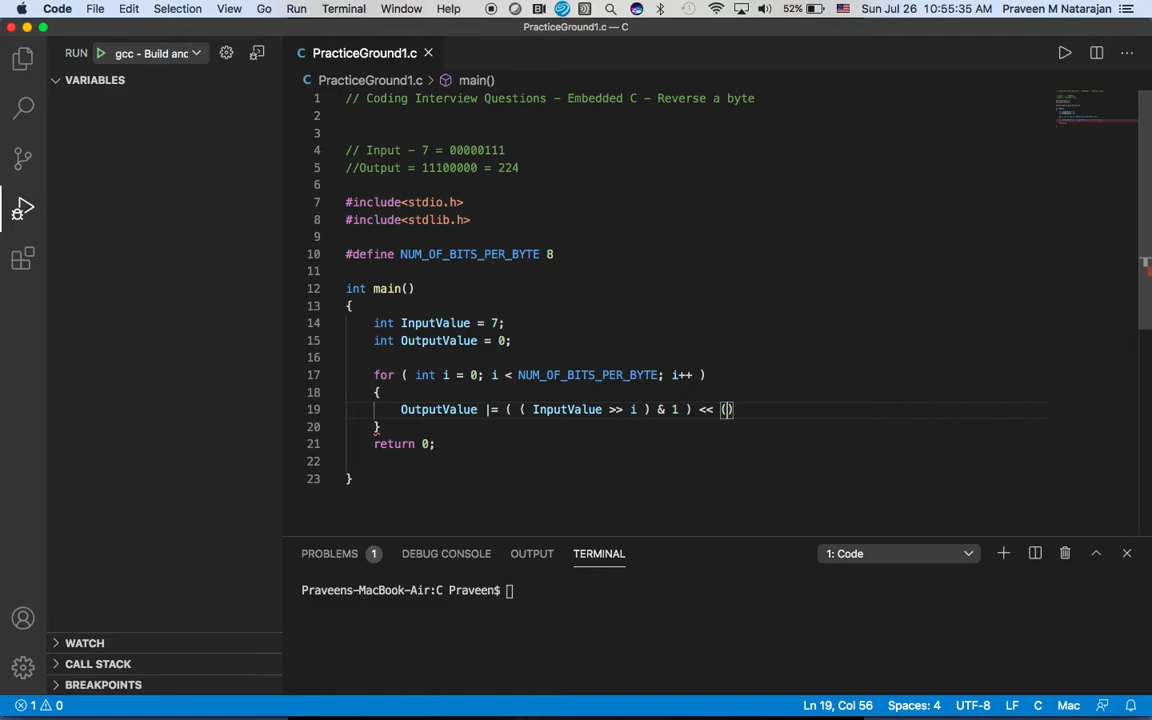 Code File Edit Selection View Go Run Terminal Window Help 52% Sun Jul 26 10:55:35 AM Praveen M Natarajan
PracticeGround1.c — C
RUN gcc - Build and
VARIABLES
WATCH
CALL STACK
BREAKPOINTS
C PracticeGround1.c
C PracticeGround1.c main()
1 // Coding Interview Questions - Embedded C - Reverse a byte
2
3
4 // Input - 7 = 00000111
5 //Output = 11100000 = 224
6
7 #include<stdio.h>
8 #include<stdlib.h>
9
10 #define NUM_OF_BITS_PER_BYTE 8
11
12 int main()
13 {
14 int InputValue = 7;
15 int OutputValue = 0;
16
17 for ( int i = 0; i < NUM_OF_BITS_PER_BYTE; i++ )
18 {
19 OutputValue |= ( ( InputValue >> i ) & 1 ) << ()
20 }
21 return 0;
22
23 }
PROBLEMS 1 DEBUG CONSOLE OUTPUT TERMINAL 1: Code
Praveens-MacBook-Air:C Praveen$
1 0 Ln 19, Col 56 Spaces: 4 UTF-8 LF C Mac